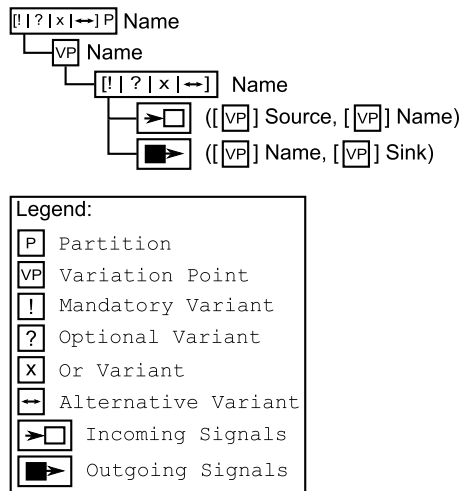 [! | ? | x | ↔] P Name
VP Name
[! | ? | x | ↔] Name
([VP] Source, [VP] Name)
([VP] Name, [VP] Sink)
Legend:
P Partition
VP Variation Point
! Mandatory Variant
? Optional Variant
x Or Variant
↔ Alternative Variant
Incoming Signals
Outgoing Signals